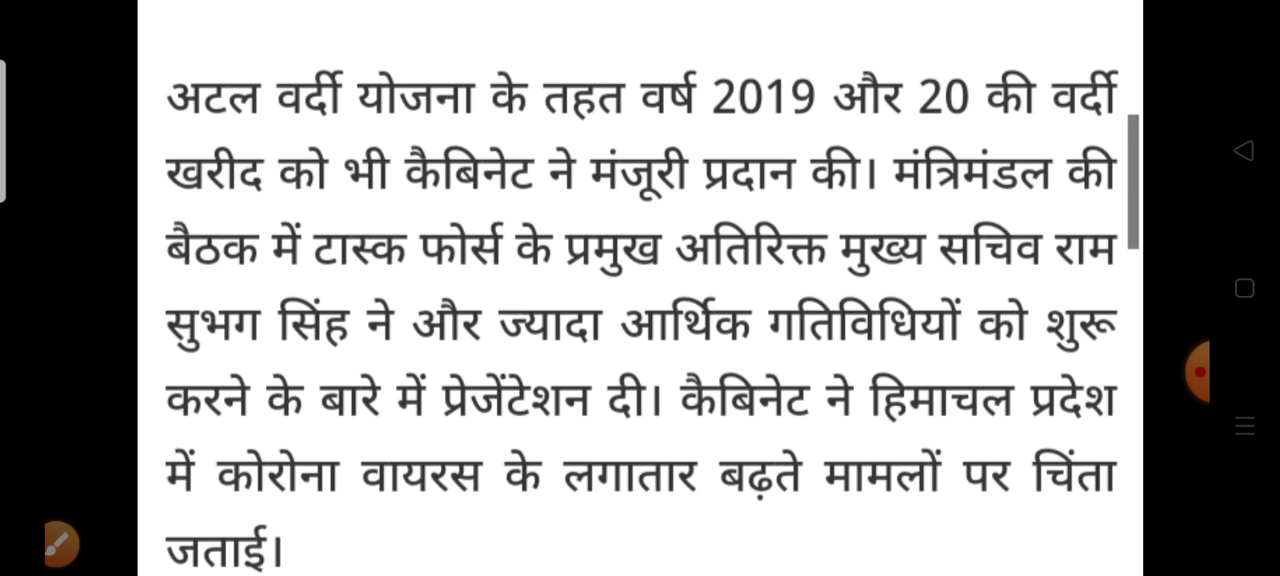 अटल वर्दी योजना के तहत वर्ष 2019 और 20 की वर्दी
खरीद को भी कैबिनेट ने मंजूरी प्रदान की। मंत्रिमंडल की
बैठक में टास्क फोर्स के प्रमुख अतिरिक्त मुख्य सचिव राम
सुभग सिंह ने और ज्यादा आर्थिक गतिविधियों को शुरू
करने के बारे में प्रेजेंटेशन दी। कैबिनेट ने हिमाचल प्रदेश
में कोरोना वायरस के लगातार बढ़ते मामलों पर चिंता
जताई।